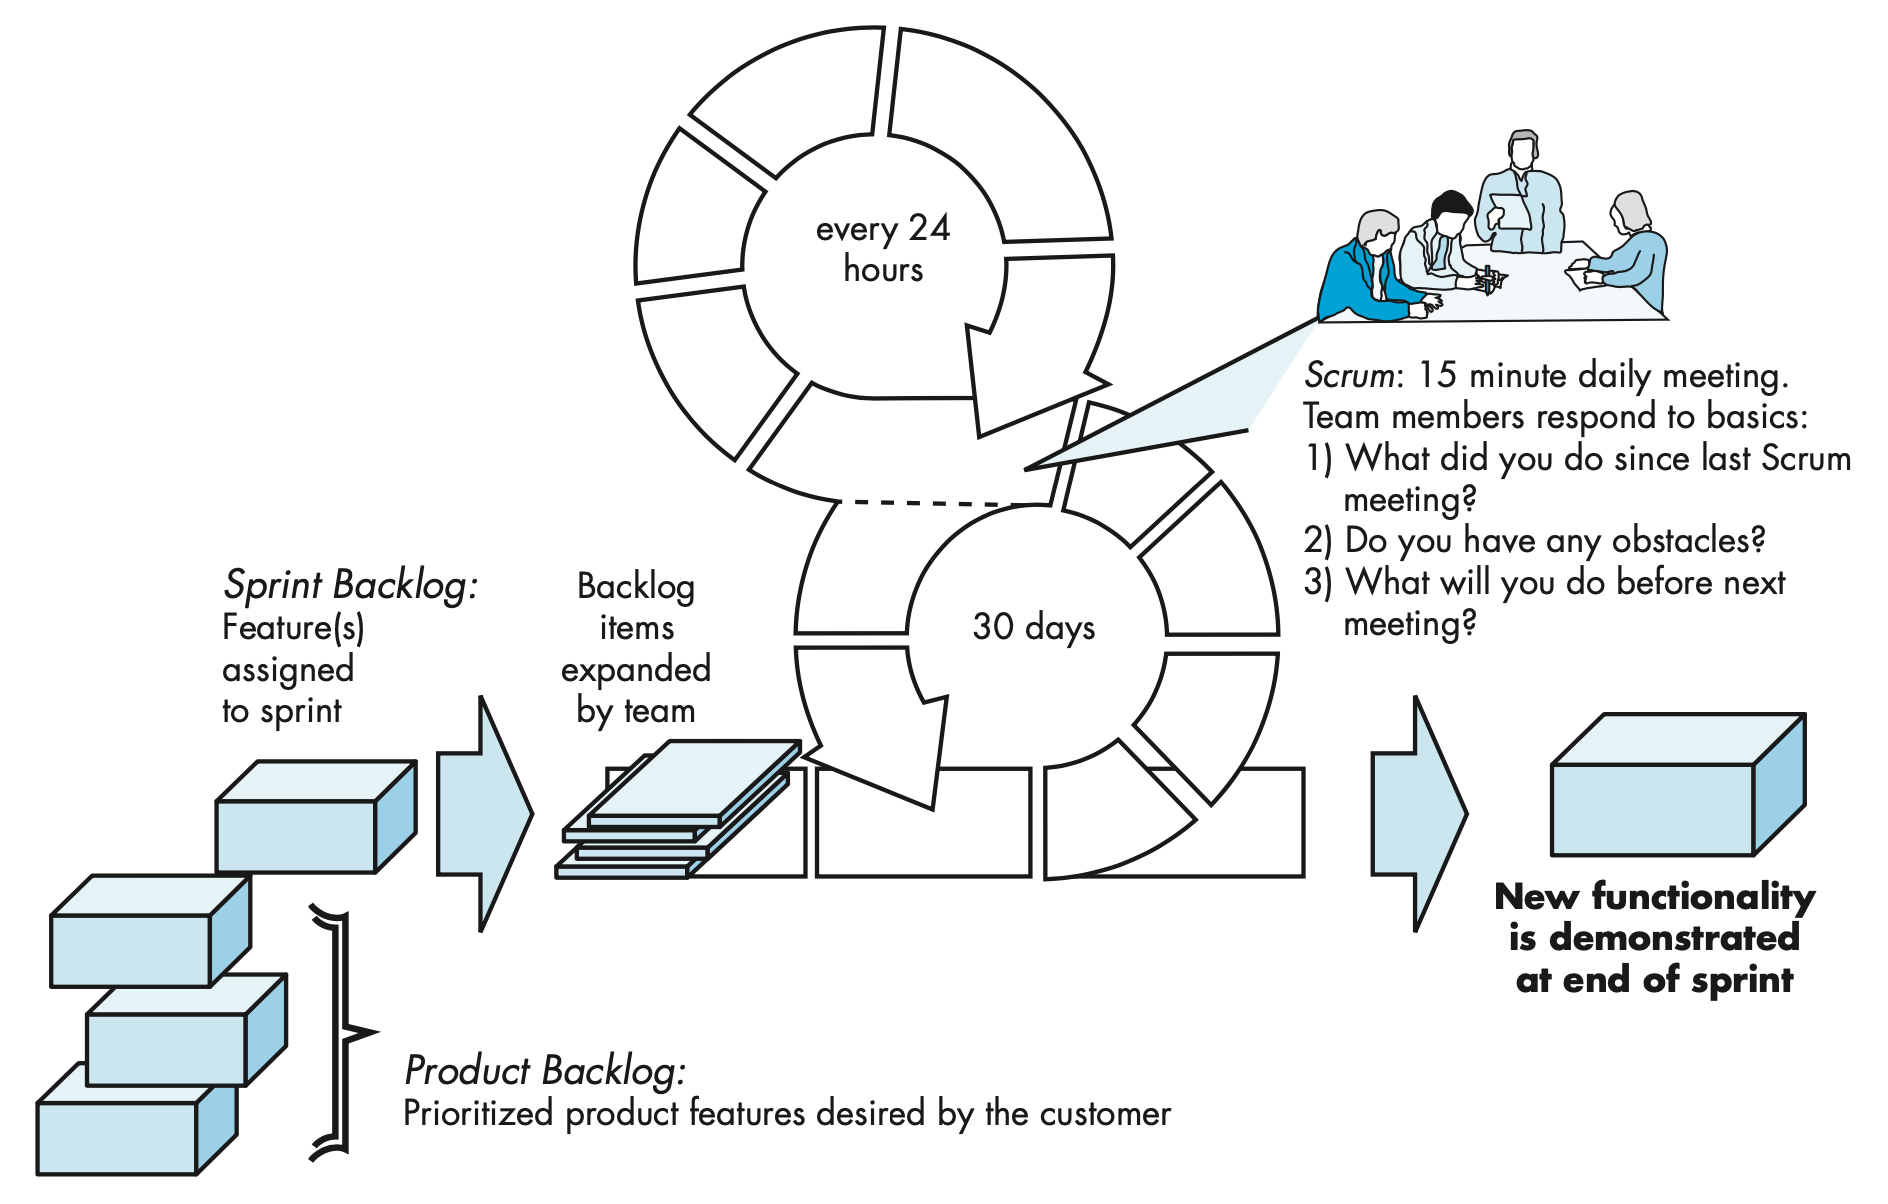 every 24
hours
Scrum: 15 minute daily meeting.
Team members respond to basics:
1) What did you do since last Scrum
meeting?
2) Do you have any obstacles?
3) What will you do before next
meeting?
Sprint Backlog:
Feature(s)
assigned
to sprint
Backlog
items
expanded
by team
30 days
New functionality
is demonstrated
at end of sprint
Product Backlog:
Prioritized product features desired by the customer